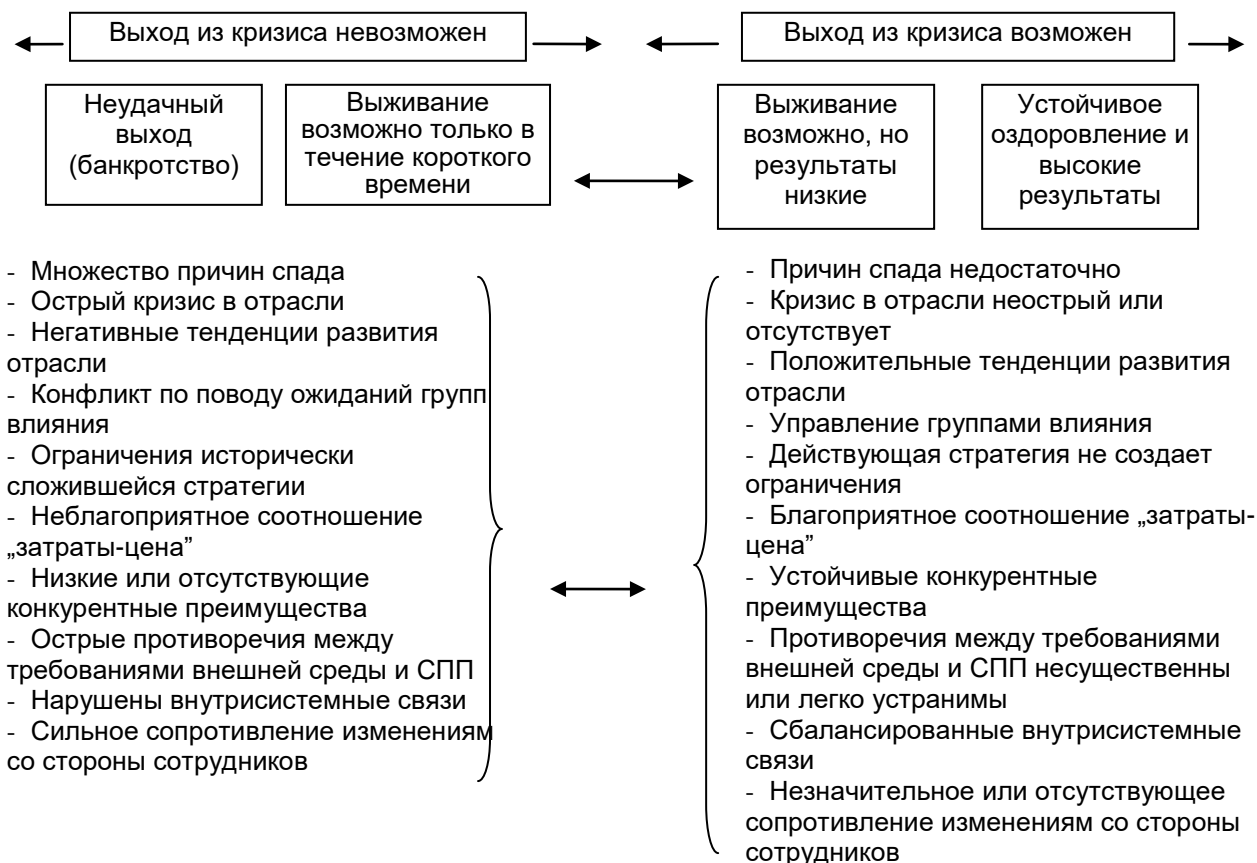 Выход из кризиса невозможен
Выход из кризиса возможен
Неудачный
выход
(банкротство)
Выживание
возможно только в
течение короткого
времени
Выживание
возможно, но
результаты
низкие
Устойчивое
оздоровление и
высокие
результаты
- Множество причин спада
- Острый кризис в отрасли
- Негативные тенденции развития
отрасли
- Конфликт по поводу ожиданий групп
влияния
- Ограничения исторически
сложившейся стратегии
- Неблагоприятное соотношение
„затраты-цена”
- Низкие или отсутствующие
конкурентные преимущества
- Острые противоречия между
требованиями внешней среды и СПП
- Нарушены внутрисистемные связи
- Сильное сопротивление изменениям
со стороны сотрудников
- Причин спада недостаточно
- Кризис в отрасли неострый или
отсутствует
- Положительные тенденции развития
отрасли
- Управление группами влияния
- Действующая стратегия не создает
ограничения
- Благоприятное соотношение „затраты-
цена”
- Устойчивые конкурентные
преимущества
- Противоречия между требованиями
внешней среды и СПП несущественны
или легко устранимы
- Сбалансированные внутрисистемные
связи
- Незначительное или отсутствующее
сопротивление изменениям со стороны
сотрудников